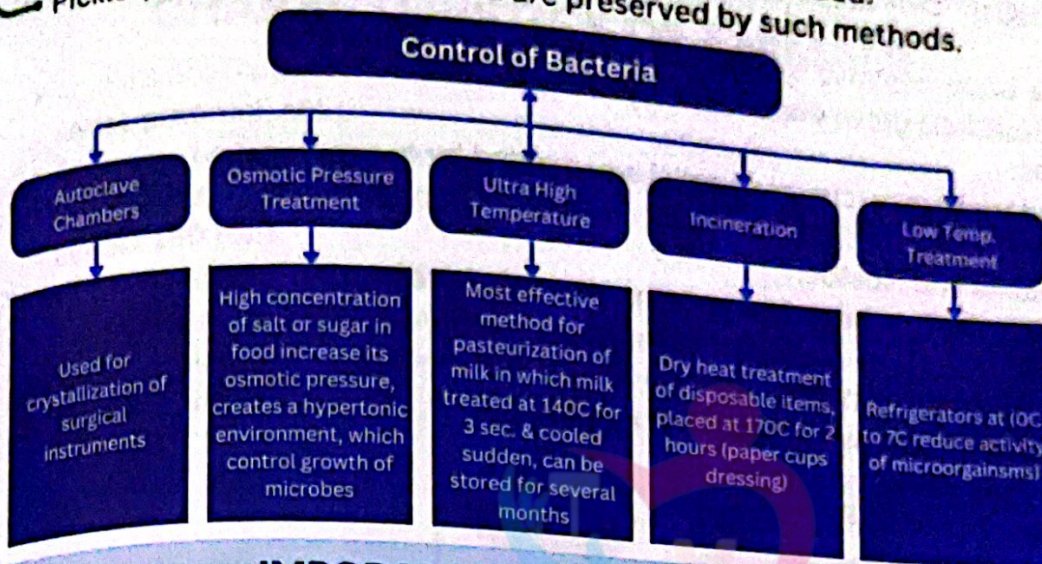 are preserved by such methods.
Control of Bacteria
Autoclave
Chambers
Osmotic Pressure
Treatment
Ultra High
Temperature
Incineration
Low Temp.
Treatment
Used for
crystallization of
surgical
instruments
High concentration
of salt or sugar in
food increase its
osmotic pressure,
creates a hypertonic
environment, which
control growth of
microbes
Most effective
method for
pasteurization of
milk in which milk
treated at 140C for
3 sec. & cooled
sudden, can be
stored for several
months
Dry heat treatment
of disposable items,
placed at 170C for 2
hours (paper cups
dressing)
Refrigerators at (0C
to 7C reduce activity
of microorgainsms)